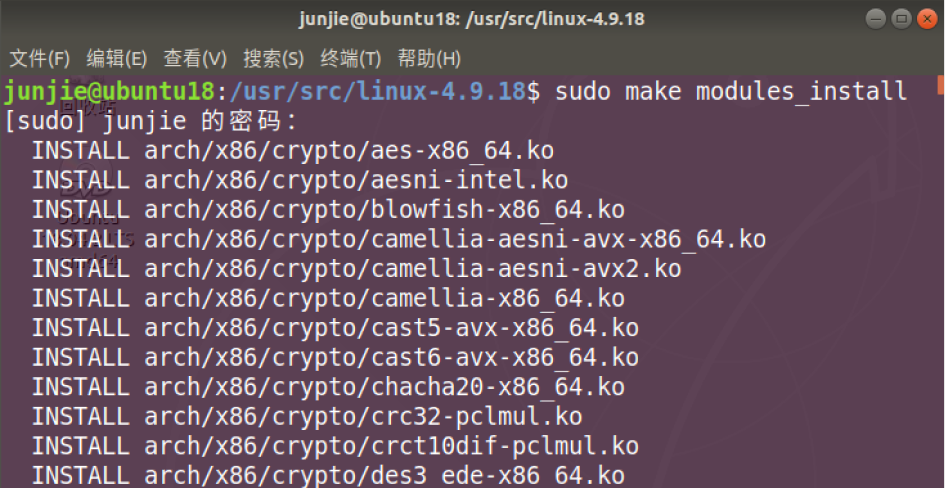 junjie@ubuntu18: /usr/src/linux-4.9.18
文件(F) 编辑(E) 查看(V) 搜索(S) 终端(T) 帮助(H)
junjie@ubuntu18:/usr/src/linux-4.9.18$ sudo make modules_install
[sudo] junjie 的密码：
INSTALL arch/x86/crypto/aes-x86_64.ko
INSTALL arch/x86/crypto/aesni-intel.ko
INSTALL arch/x86/crypto/blowfish-x86_64.ko
INSTALL arch/x86/crypto/camellia-aesni-avx-x86_64.ko
INSTALL arch/x86/crypto/camellia-aesni-avx2.ko
INSTALL arch/x86/crypto/camellia-x86_64.ko
INSTALL arch/x86/crypto/cast5-avx-x86_64.ko
INSTALL arch/x86/crypto/cast6-avx-x86_64.ko
INSTALL arch/x86/crypto/chacha20-x86_64.ko
INSTALL arch/x86/crypto/crc32-pclmul.ko
INSTALL arch/x86/crypto/crct10dif-pclmul.ko
INSTALL arch/x86/crypto/des3_ede-x86_64.ko